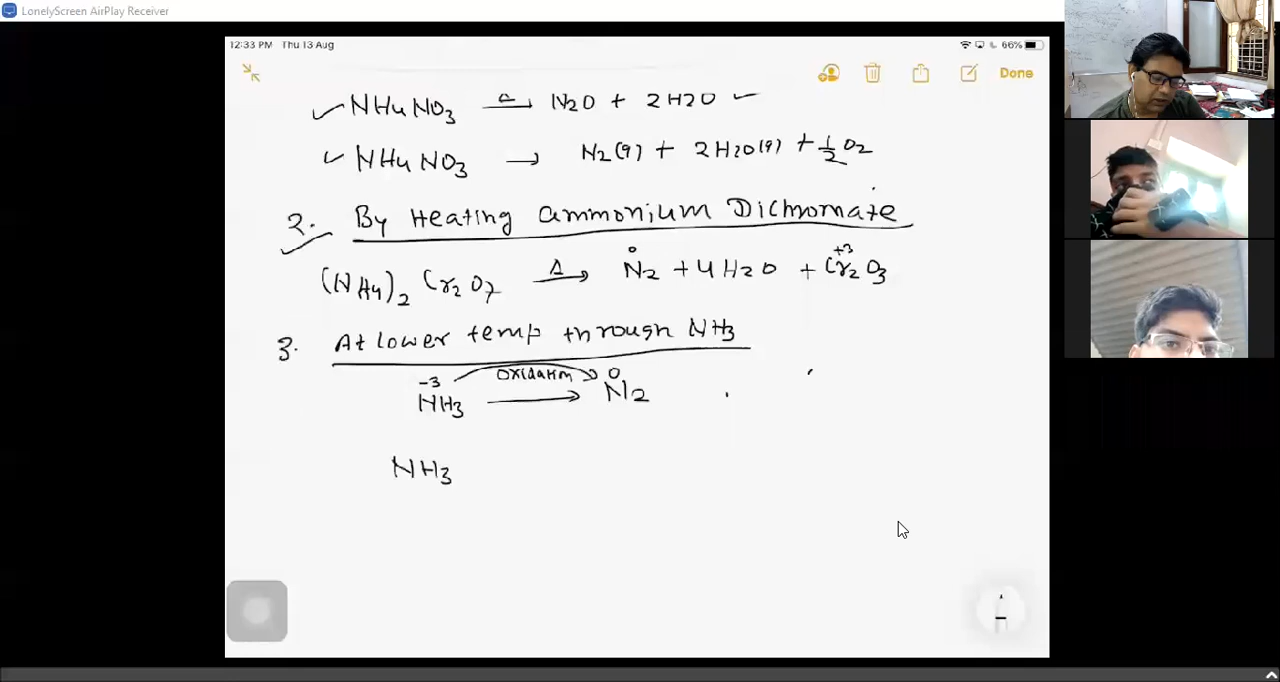 LonelyScreen AirPlay Receiver
12:33 PM Thu 13 Aug 66%
Done
NH4NO3 Δ→ N2O + 2H2O
NH4NO3 → N2(g) + 2H2O(g) + 1/2 O2
2. By Heating ammonium Dichromate
(NH4)2 Cr2O7 Δ→ N2 + 4H2O + Cr2O3
0 +3
3. At lower temp through NH3
-3 oxidation 0
NH3 → N2
NH3